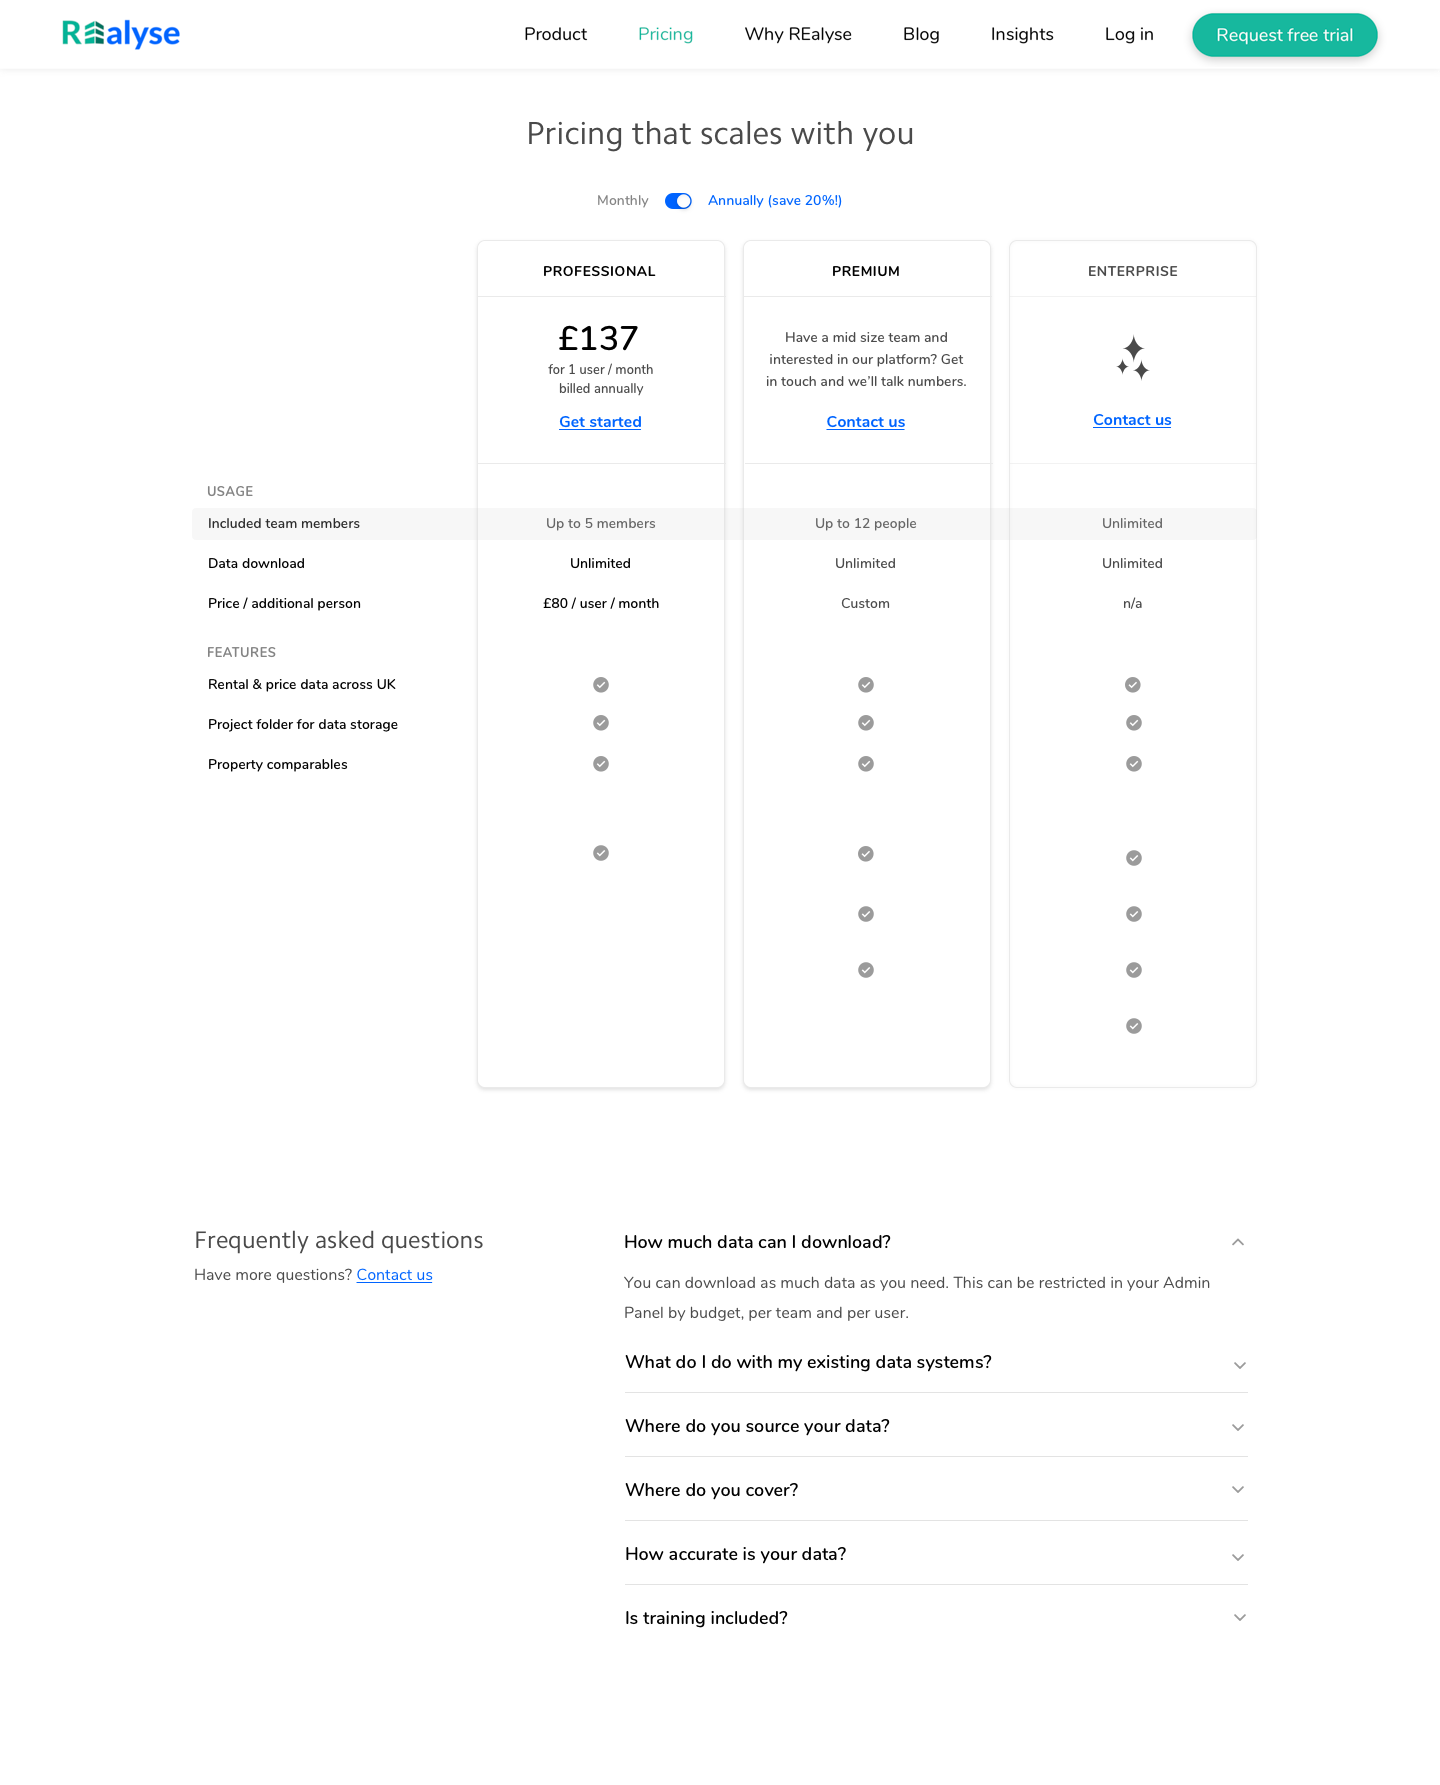 REalyse
Product Pricing Why REalyse Blog Insights Log in Request free trial
Pricing that scales with you
Monthly Annually (save 20%!)
PROFESSIONAL PREMIUM ENTERPRISE
£137
for 1 user / month
billed annually
Get started
Have a mid size team and
interested in our platform? Get
in touch and we'll talk numbers.
Contact us
Contact us
USAGE
Included team members Up to 5 members Up to 12 people Unlimited
Data download Unlimited Unlimited Unlimited
Price / additional person £80 / user / month Custom n/a
FEATURES
Rental & price data across UK
Project folder for data storage
Property comparables
Frequently asked questions
Have more questions? Contact us
How much data can I download?
You can download as much data as you need. This can be restricted in your Admin
Panel by budget, per team and per user.
What do I do with my existing data systems?
Where do you source your data?
Where do you cover?
How accurate is your data?
Is training included?